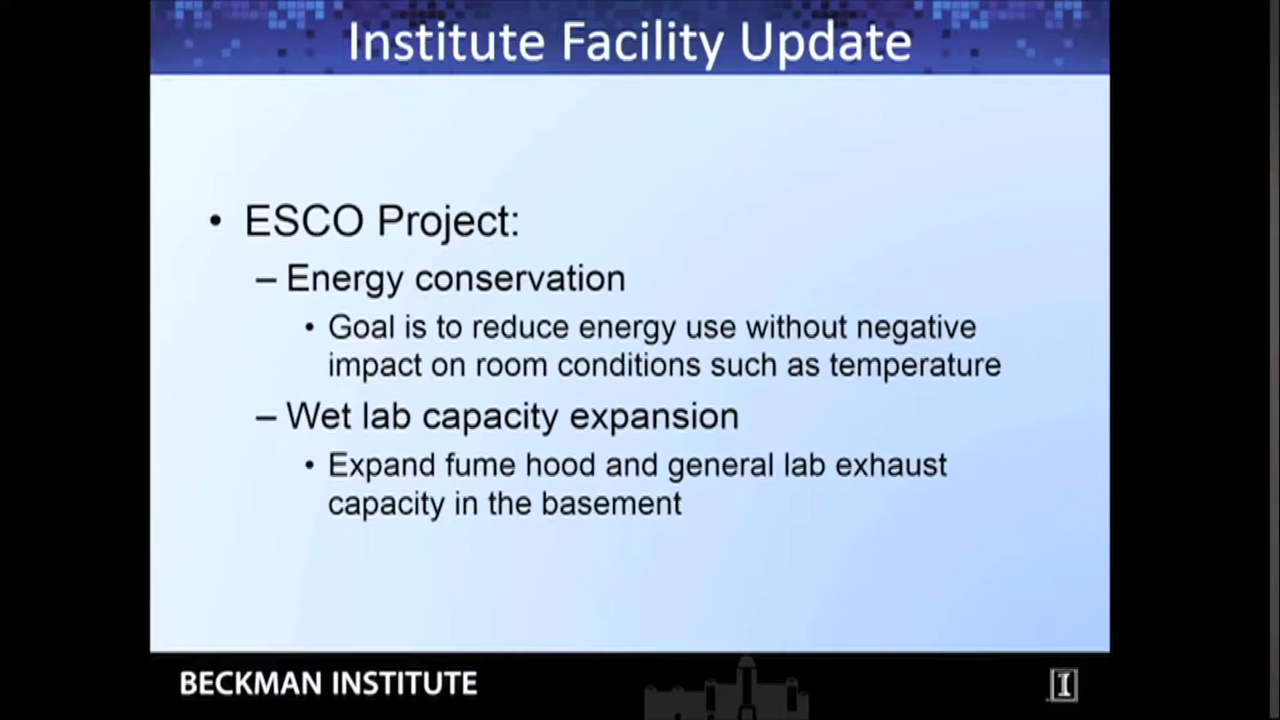 Institute Facility Update
• ESCO Project:
– Energy conservation
• Goal is to reduce energy use without negative
impact on room conditions such as temperature
– Wet lab capacity expansion
• Expand fume hood and general lab exhaust
capacity in the basement
BECKMAN INSTITUTE
I